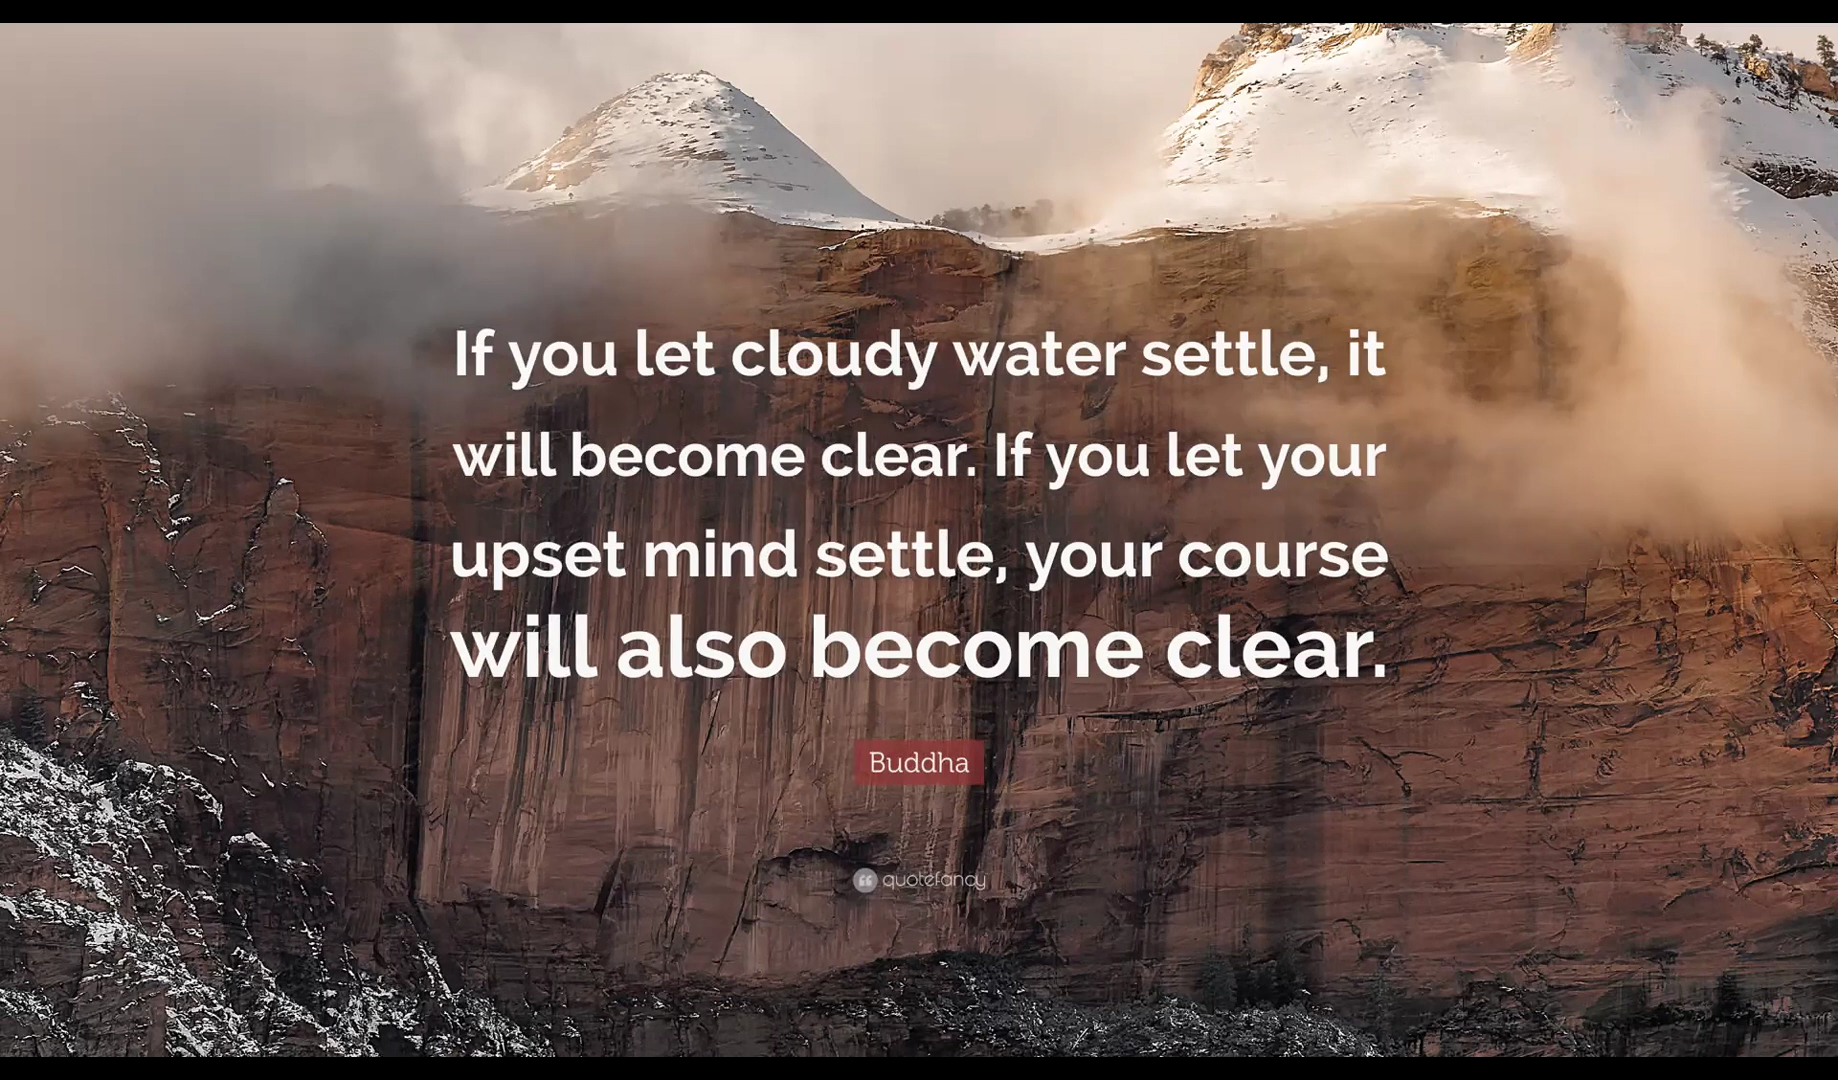 If you let cloudy water settle, it
will become clear. If you let your
upset mind settle, your course
will also become clear.
Buddha
quotefancy